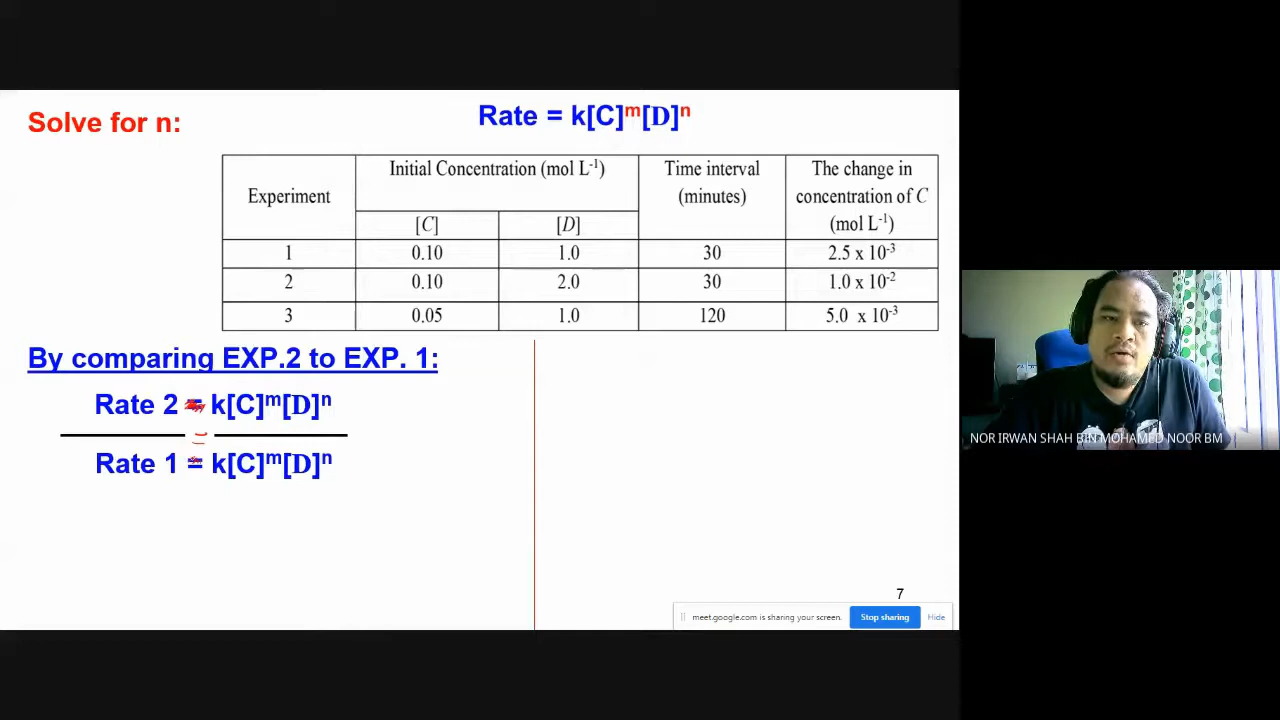 Solve for n:
Rate = k[C]ᵐ[D]ⁿ
Experiment
Initial Concentration (mol L⁻¹)
Time interval
(minutes)
The change in
concentration of C
(mol L⁻¹)
[C] [D]
1 0.10 1.0 30 2.5 x 10⁻³
2 0.10 2.0 30 1.0 x 10⁻²
3 0.05 1.0 120 5.0 x 10⁻³
By comparing EXP.2 to EXP. 1:
Rate 2 = k[C]ᵐ[D]ⁿ
=
Rate 1 = k[C]ᵐ[D]ⁿ
7
meet.google.com is sharing your screen. Stop sharing Hide
NOR IRWAN SHAH BIN MOHAMED NOOR BM